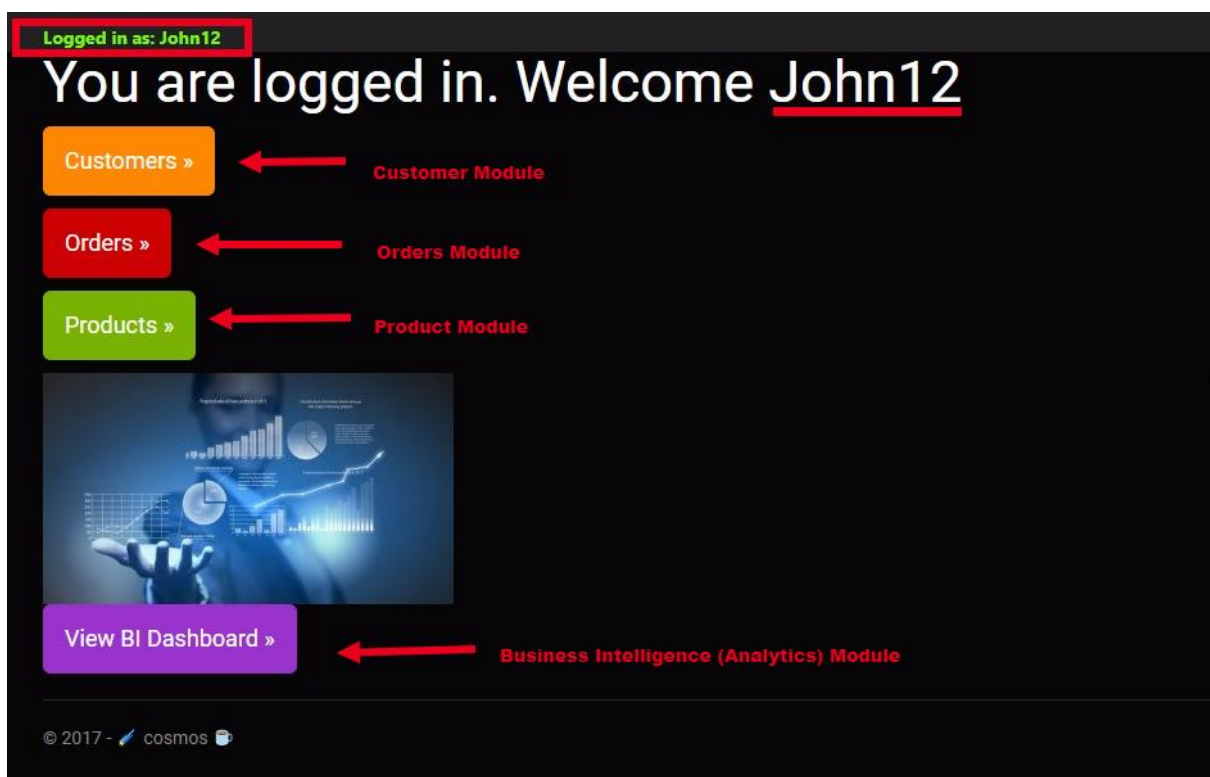 Logged in as: John12
You are logged in. Welcome John12
Customers »
Customer Module
Orders »
Orders Module
Products »
Product Module
View BI Dashboard »
Business Intelligence (Analytics) Module
© 2017 - 🖌 cosmos ☕